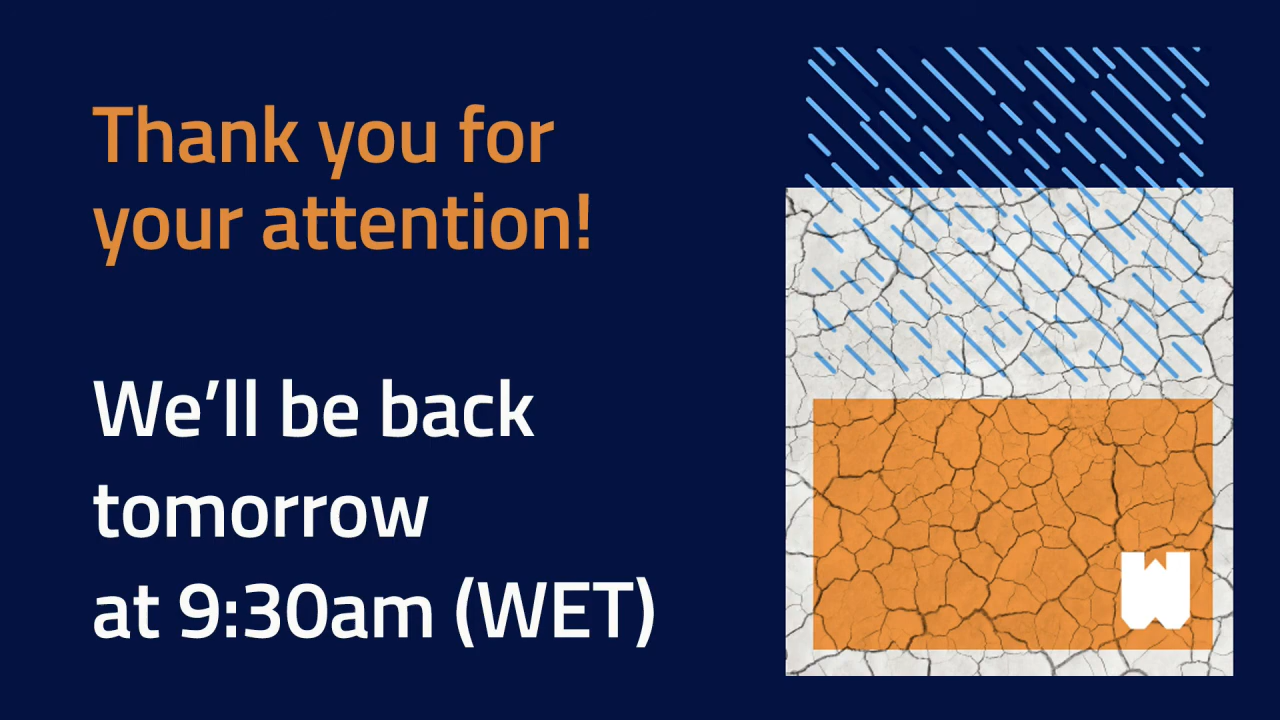 Thank you for
your attention!
We’ll be back
tomorrow
at 9:30am (WET)
W